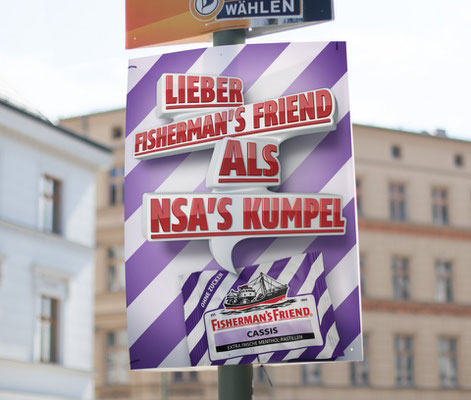 WÄHLEN
LIEBER
FISHERMAN'S FRIEND
ALS
NSA'S KUMPEL
OHNE ZUCKER
FISHERMAN'S FRIEND
CASSIS
EXTRA FRISCHE MENTHOL-PASTILLEN